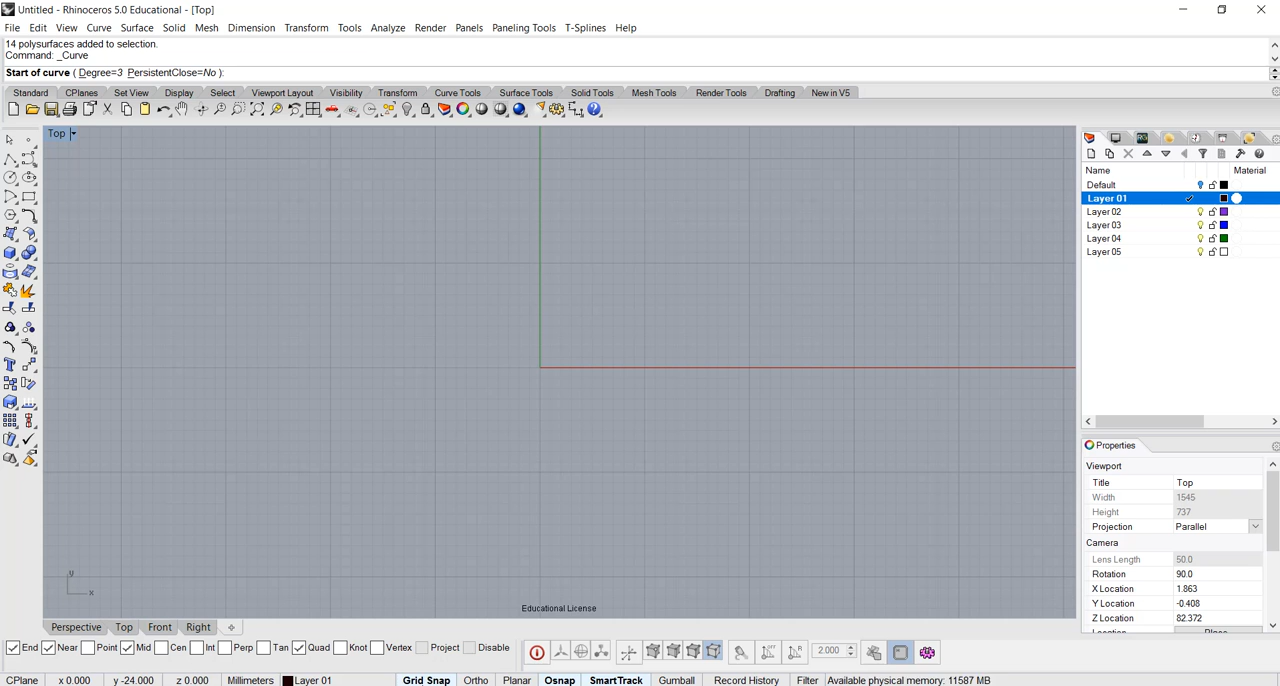 Untitled - Rhinoceros 5.0 Educational - [Top]
File Edit View Curve Surface Solid Mesh Dimension Transform Tools Analyze Render Panels Paneling Tools T-Splines Help
14 polysurfaces added to selection.
Command: _Curve
Start of curve ( Degree=3 PersistentClose=No ):
Standard CPlanes Set View Display Select Viewport Layout Visibility Transform Curve Tools Surface Tools Solid Tools Mesh Tools Render Tools Drafting New in V5
Top
Name Material
Default
Layer 01
Layer 02
Layer 03
Layer 04
Layer 05
Properties
Viewport
Title Top
Width 1545
Height 737
Projection Parallel
Camera
Lens Length 50.0
Rotation 90.0
X Location 1.863
Y Location -0.408
Z Location 82.372
y
x
Educational License
Perspective Top Front Right
End Near Point Mid Cen Int Perp Tan Quad Knot Vertex Project Disable 2.000
CPlane x 0.000 y -24.000 z 0.000 Millimeters Layer 01 Grid Snap Ortho Planar Osnap SmartTrack Gumball Record History Filter Available physical memory: 11587 MB